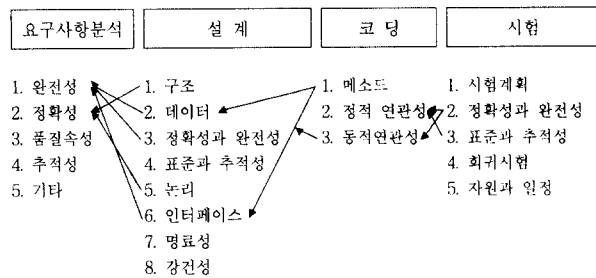 요구사항분석
설 계
코 딩
시 험
1. 완전성
2. 정확성
3. 품질속성
4. 추적성
5. 기타
1. 구조
2. 데이터
3. 정확성과 완전성
4. 표준과 추적성
5. 논리
6. 인터페이스
7. 명료성
8. 강건성
1. 메소드
2. 정적 연관성
3. 동적연관성
1. 시험계획
2. 정확성과 완전성
3. 표준과 추적성
4. 회귀시험
5. 자원과 일정